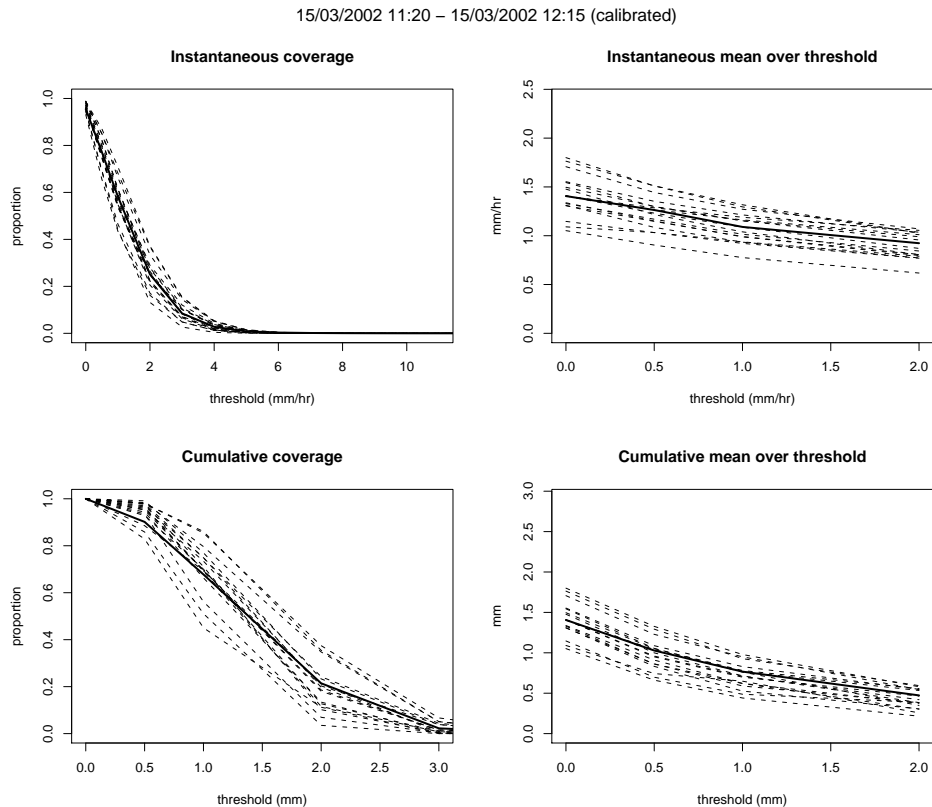 15/03/2002 11:20 − 15/03/2002 12:15 (calibrated)
Instantaneous coverage
proportion
0.0 0.2 0.4 0.6 0.8 1.0
0 2 4 6 8 10
threshold (mm/hr)
Instantaneous mean over threshold
mm/hr
0.0 0.5 1.0 1.5 2.0 2.5
0.0 0.5 1.0 1.5 2.0
threshold (mm/hr)
Cumulative coverage
proportion
0.0 0.2 0.4 0.6 0.8 1.0
0.0 0.5 1.0 1.5 2.0 2.5 3.0
threshold (mm)
Cumulative mean over threshold
mm
0.0 0.5 1.0 1.5 2.0 2.5 3.0
0.0 0.5 1.0 1.5 2.0
threshold (mm)